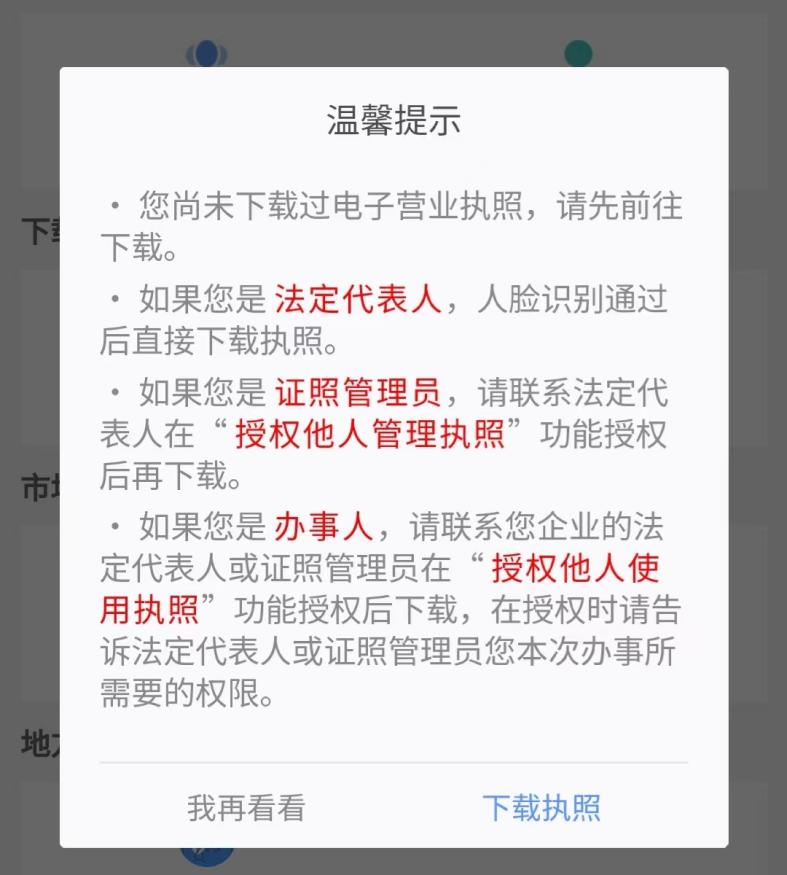 温馨提示
· 您尚未下载过电子营业执照，请先前往
下载。
· 如果您是 法定代表人，人脸识别通过
后直接下载执照。
· 如果您是 证照管理员，请联系法定代
表人在“授权他人管理执照”功能授权
后再下载。
· 如果您是 办事人，请联系您企业的法
定代表人或证照管理员在“授权他人使
用执照”功能授权后下载，在授权时请告
诉法定代表人或证照管理员您本次办事所
需要的权限。
我再看看 下载执照
下
市
地